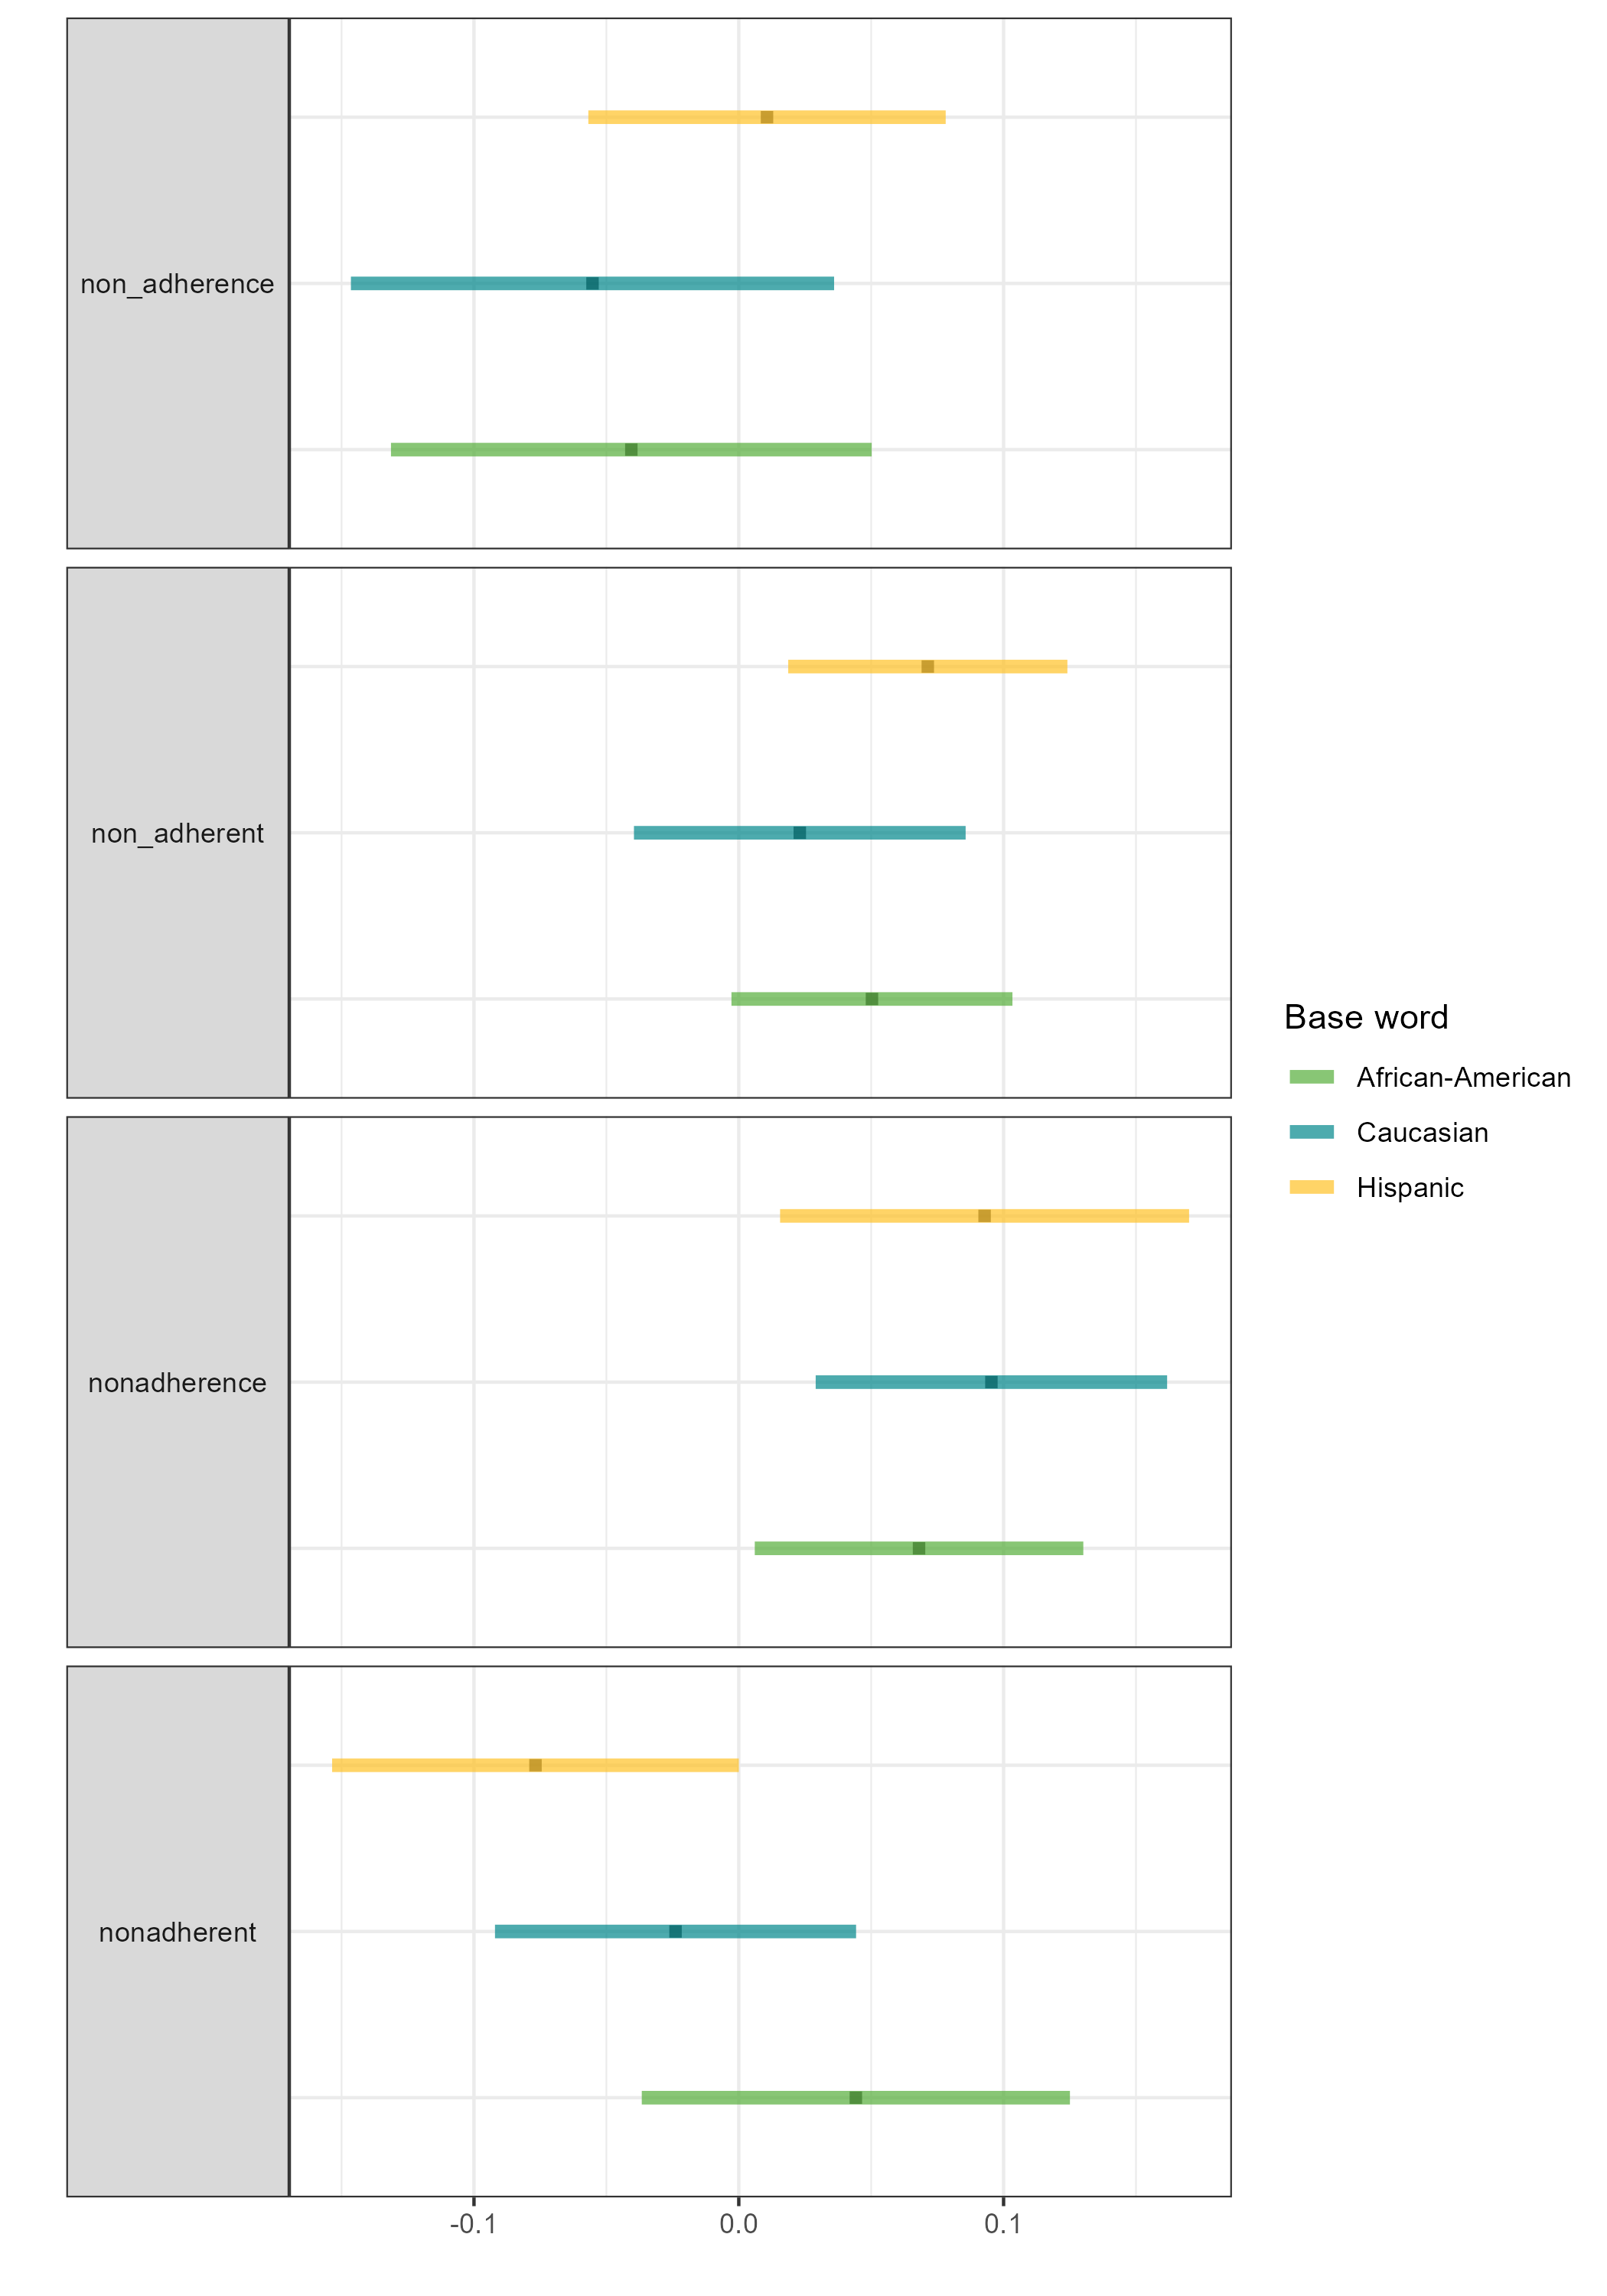 non_adherence
non_adherent
nonadherence
nonadherent
-0.1
0.0
0.1
Base word
African-American
Caucasian
Hispanic